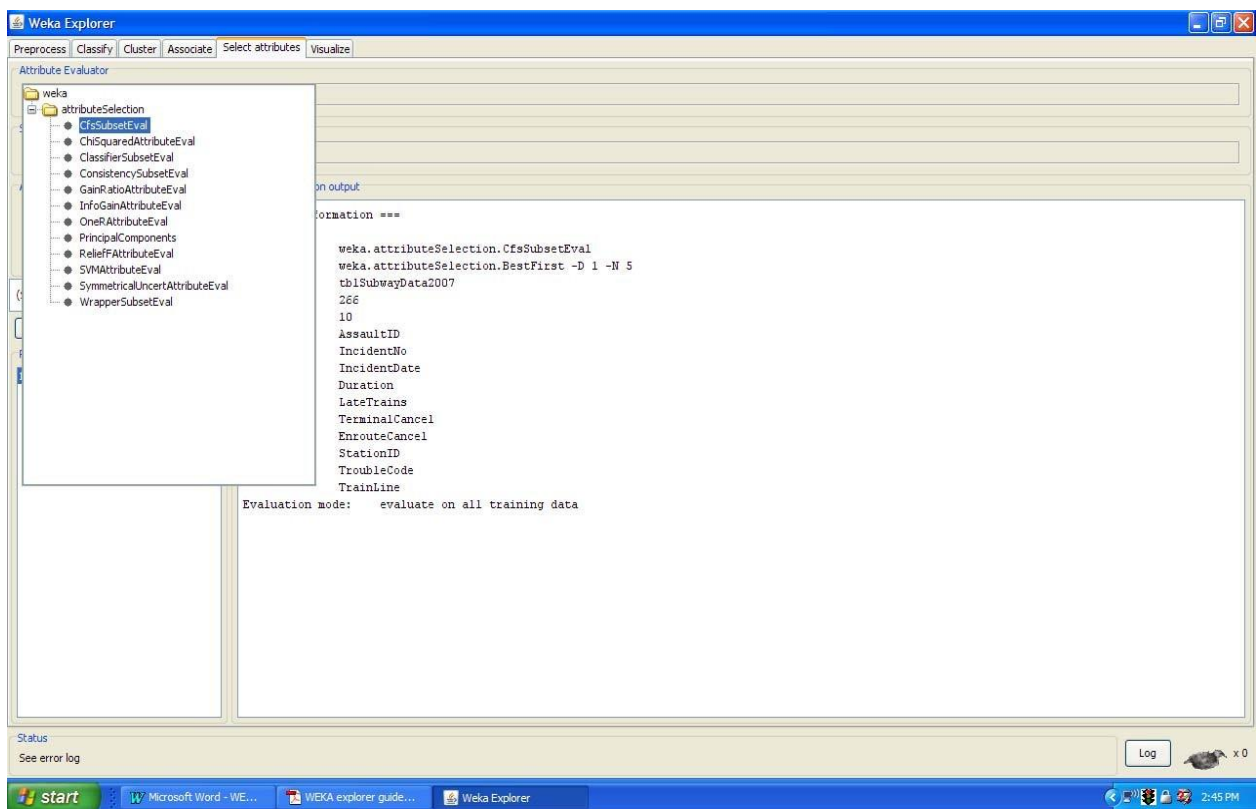 Weka Explorer
Preprocess Classify Cluster Associate Select attributes Visualize
Attribute Evaluator
weka
attributeSelection
CfsSubsetEval
ChiSquaredAttributeEval
ClassifierSubsetEval
ConsistencySubsetEval
GainRatioAttributeEval
InfoGainAttributeEval
OneRAttributeEval
PrincipalComponents
ReliefFAttributeEval
SVMAttributeEval
SymmetricalUncertAttributeEval
WrapperSubsetEval
on output
formation ===
weka.attributeSelection.CfsSubsetEval
weka.attributeSelection.BestFirst -D 1 -N 5
tblSubwayData2007
266
10
AssaultID
IncidentNo
IncidentDate
Duration
LateTrains
TerminalCancel
EnrouteCancel
StationID
TroubleCode
TrainLine
Evaluation mode: evaluate on all training data
Status
See error log
Log
x 0
start
Microsoft Word - WE...
WEKA explorer guide...
Weka Explorer
2:45 PM